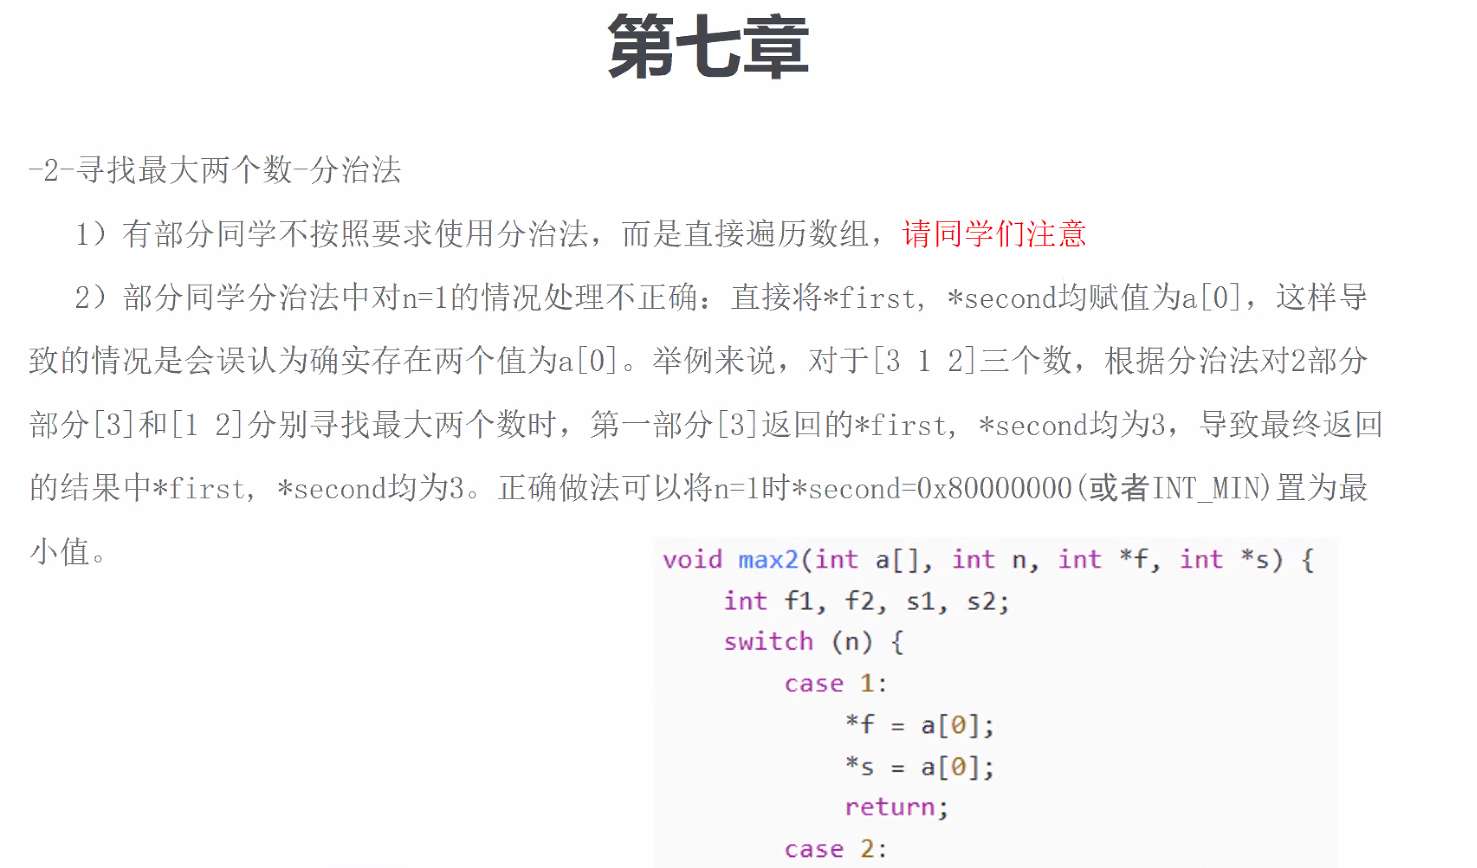 第七章
-2-寻找最大两个数-分治法
1）有部分同学不按照要求使用分治法，而是直接遍历数组，请同学们注意
2）部分同学分治法中对n=1的情况处理不正确：直接将*first, *second均赋值为a[0]，这样导
致的情况是会误认为确实存在两个值为a[0]。举例来说，对于[3 1 2]三个数，根据分治法对2部分
部分[3]和[1 2]分别寻找最大两个数时，第一部分[3]返回的*first, *second均为3，导致最终返回
的结果中*first, *second均为3。正确做法可以将n=1时*second=0x80000000(或者INT_MIN)置为最
小值。
void max2(int a[], int n, int *f, int *s) {
int f1, f2, s1, s2;
switch (n) {
case 1:
*f = a[0];
*s = a[0];
return;
case 2: